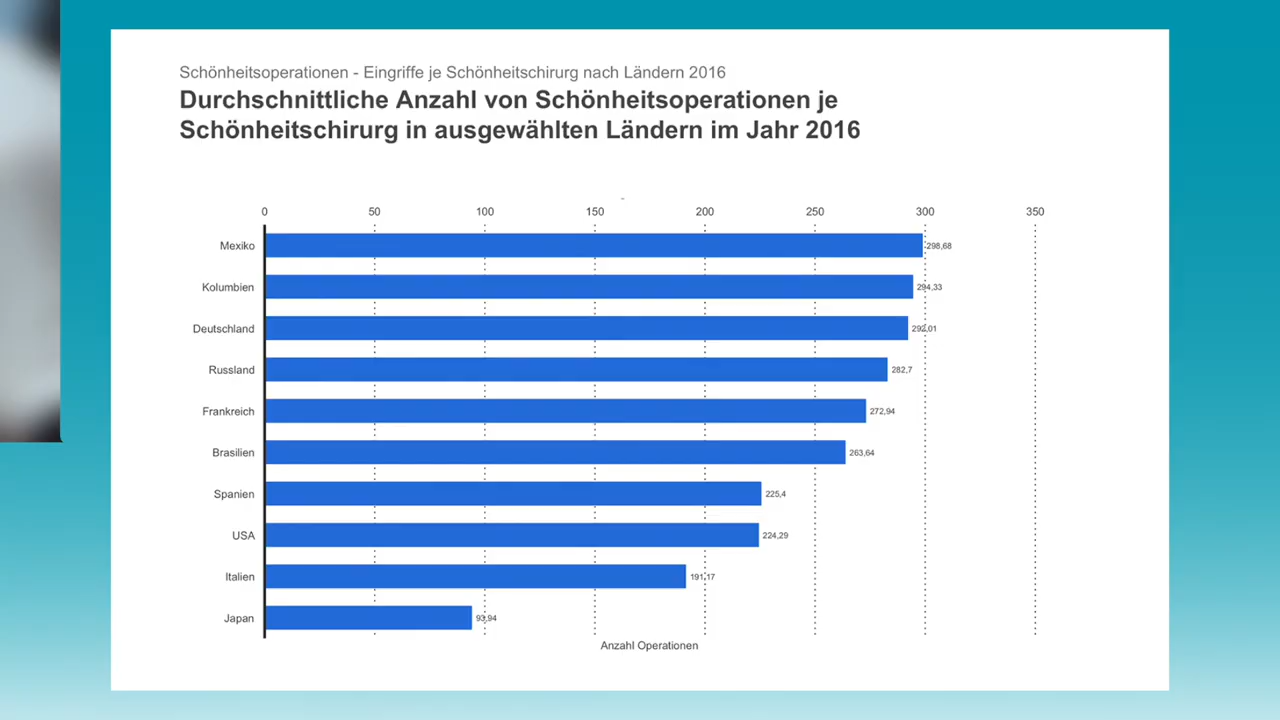 Schönheitsoperationen - Eingriffe je Schönheitschirurg nach Ländern 2016
Durchschnittliche Anzahl von Schönheitsoperationen je
Schönheitschirurg in ausgewählten Ländern im Jahr 2016
0 50 100 150 200 250 300 350
Mexiko 298,68
Kolumbien 294,33
Deutschland 292,01
Russland 282,7
Frankreich 272,94
Brasilien 263,64
Spanien 225,4
USA 224,29
Italien 191,17
Japan 93,94
Anzahl Operationen